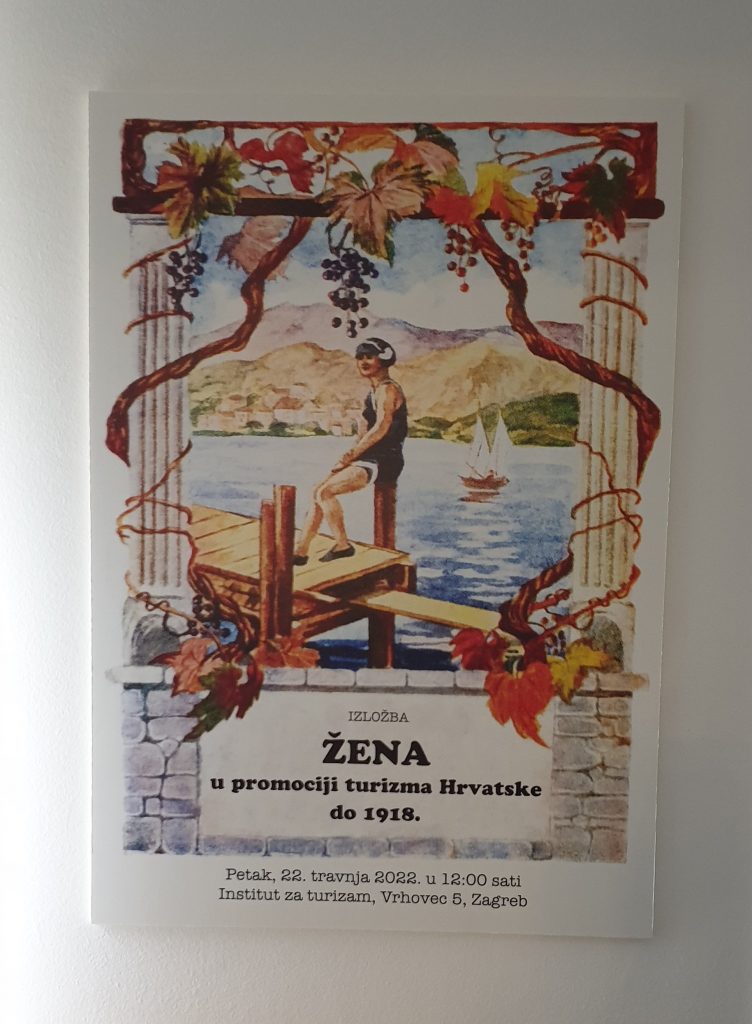 IZLOŽBA
ŽENA
u promociji turizma Hrvatske
do 1918.
Petak, 22. travnja 2022. u 12:00 sati
Institut za turizam, Vrhovec 5, Zagreb